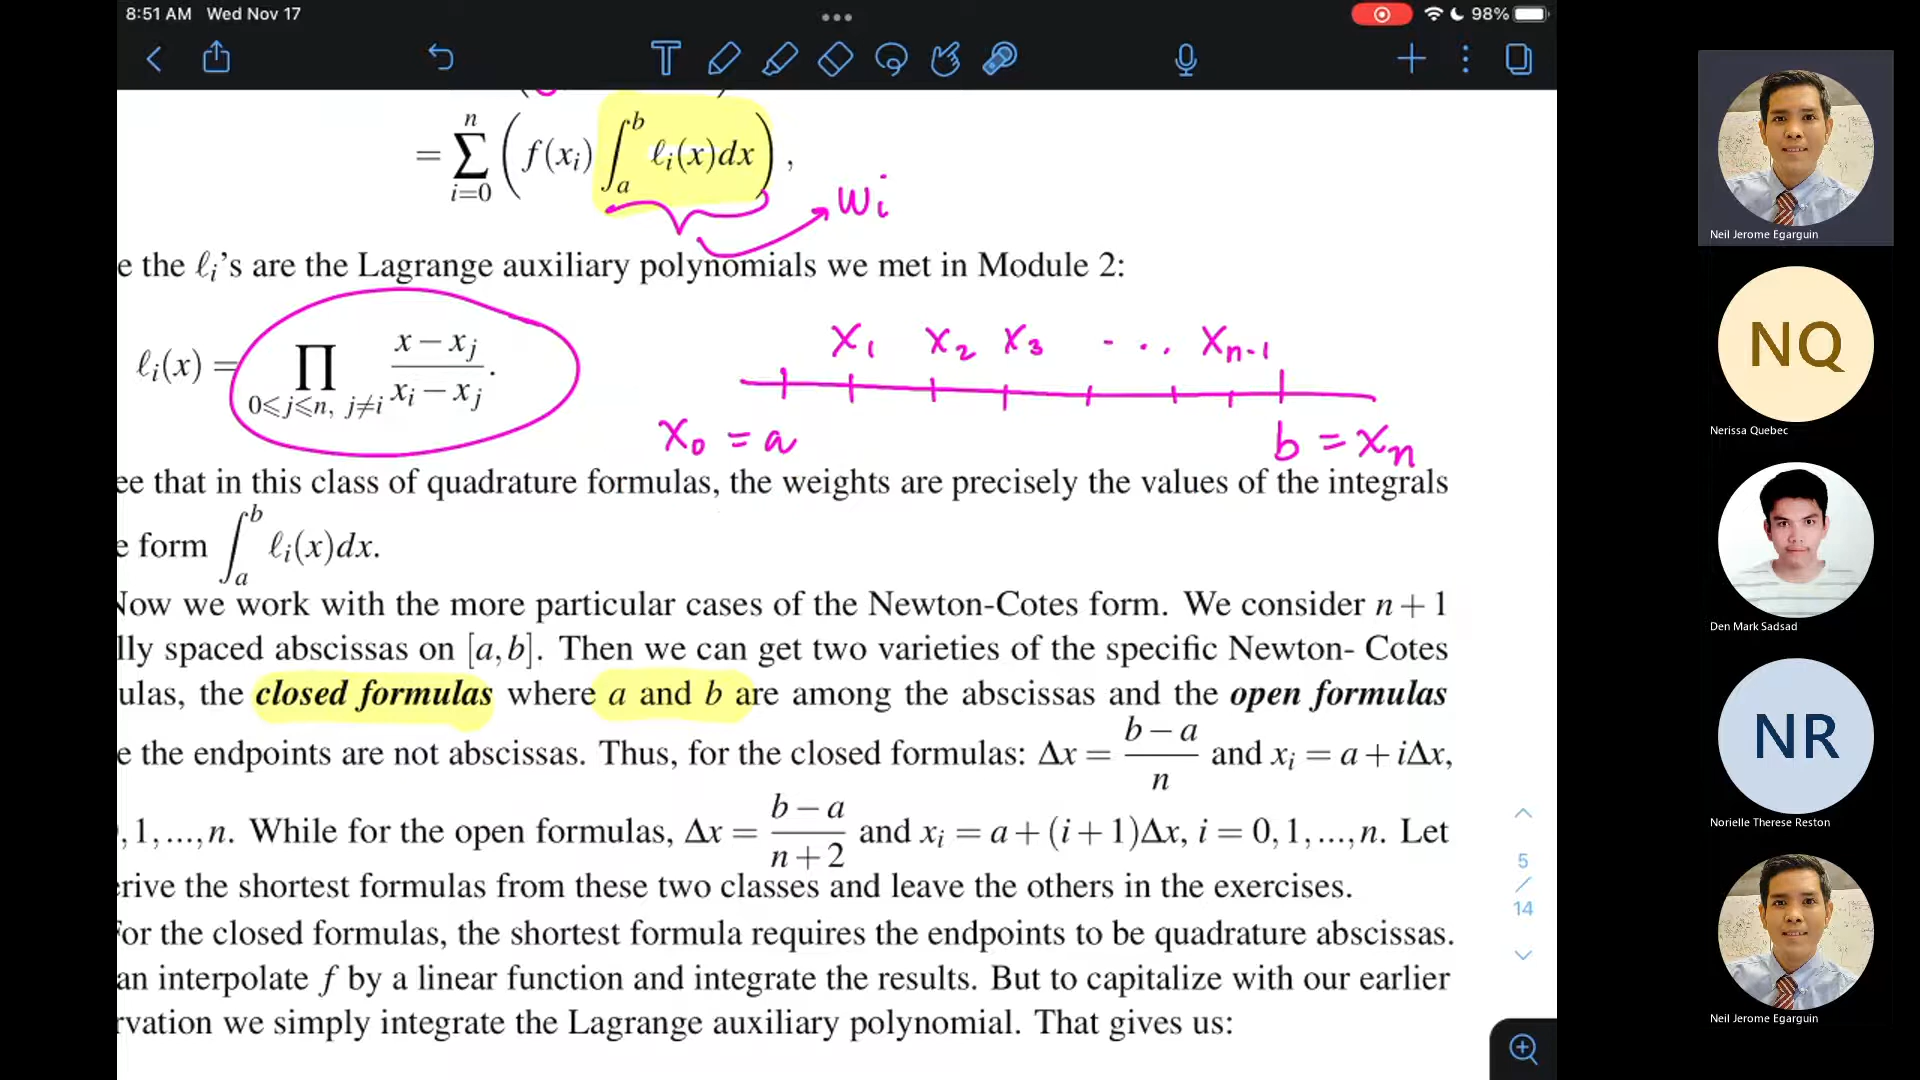 8:51 AM Wed Nov 17
98%
= \sum_{i=0}^{n} ( f(x_i) \int_a^b ℓ_i(x)dx ) ,
w_i
e the ℓ_i's are the Lagrange auxiliary polynomials we met in Module 2:
ℓ_i(x) = \prod_{0⩽j⩽n, j≠i} \frac{x − x_j}{x_i − x_j}.
x_1 x_2 x_3 - ... x_{n-1}
x_0 = a
b = x_n
ee that in this class of quadrature formulas, the weights are precisely the values of the integrals
e form \int_a^b ℓ_i(x)dx.
Now we work with the more particular cases of the Newton-Cotes form. We consider n + 1
lly spaced abscissas on [a,b]. Then we can get two varieties of the specific Newton- Cotes
ulas, the closed formulas where a and b are among the abscissas and the open formulas
e the endpoints are not abscissas. Thus, for the closed formulas: Δx = \frac{b − a}{n} and x_i = a + iΔx,
, 1, ..., n. While for the open formulas, Δx = \frac{b − a}{n+2} and x_i = a + (i+1)Δx, i = 0, 1, ..., n. Let
erive the shortest formulas from these two classes and leave the others in the exercises.
For the closed formulas, the shortest formula requires the endpoints to be quadrature abscissas.
an interpolate f by a linear function and integrate the results. But to capitalize with our earlier
rvation we simply integrate the Lagrange auxiliary polynomial. That gives us:
5
/
14
Neil Jerome Egarguin
NQ
Nerissa Quebec
Den Mark Sadsad
NR
Norielle Therese Reston
Neil Jerome Egarguin